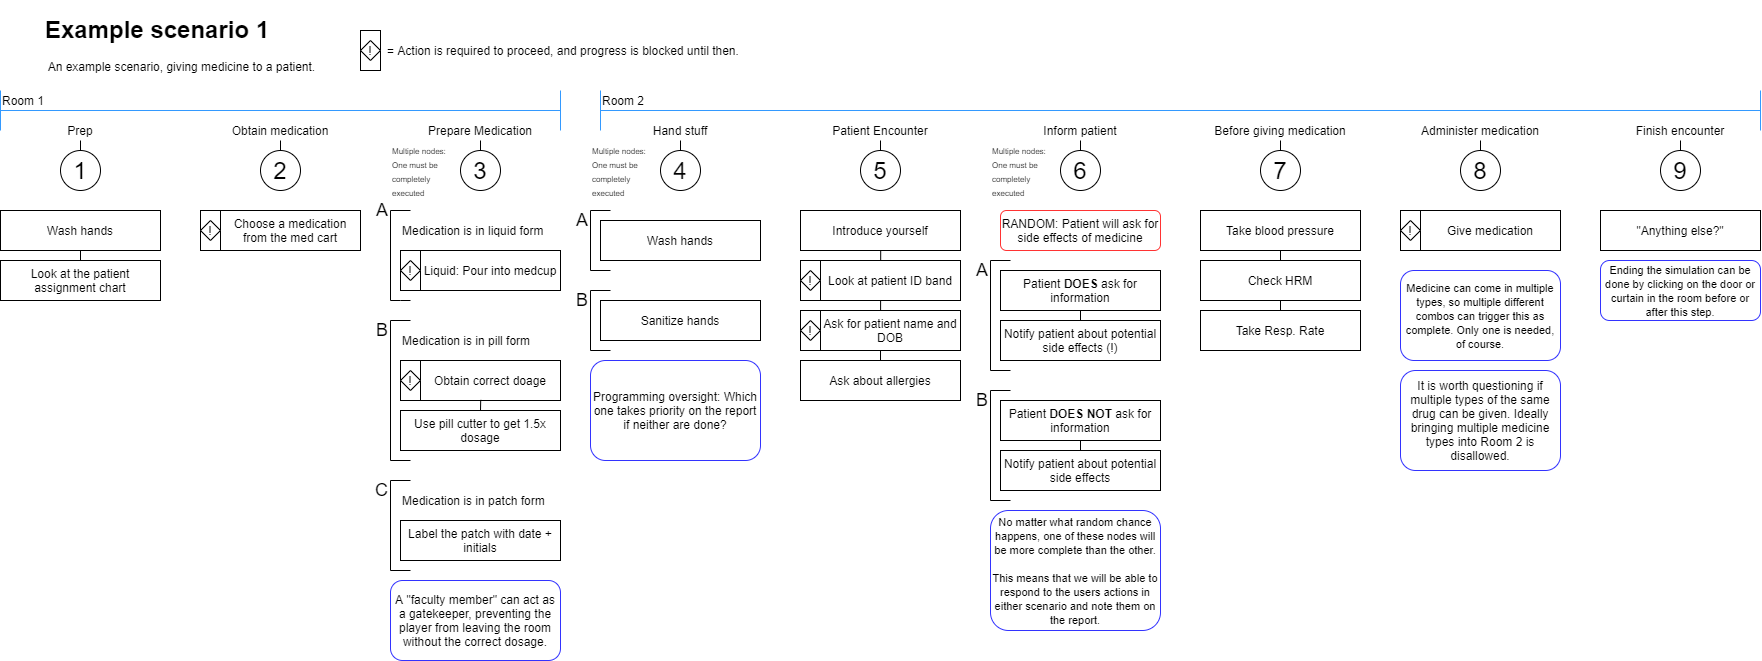 Example scenario 1
An example scenario, giving medicine to a patient.
! = Action is required to proceed, and progress is blocked until then.
Room 1
Prep
1
Wash hands
Look at the patient
assignment chart
Obtain medication
2
! Choose a medication
from the med cart
Prepare Medication
3
Multiple nodes:
One must be
completely
executed
A
Medication is in liquid form
! Liquid: Pour into medcup
B
Medication is in pill form
! Obtain correct doage
Use pill cutter to get 1.5x
dosage
C
Medication is in patch form
Label the patch with date +
initials
A "faculty member" can act as
a gatekeeper, preventing the
player from leaving the room
without the correct dosage.
Room 2
Hand stuff
4
Multiple nodes:
One must be
completely
executed
A
Wash hands
B
Sanitize hands
Programming oversight: Which
one takes priority on the report
if neither are done?
Patient Encounter
5
Introduce yourself
! Look at patient ID band
! Ask for patient name and
DOB
Ask about allergies
Inform patient
6
Multiple nodes:
One must be
completely
executed
RANDOM: Patient will ask for
side effects of medicine
A
Patient DOES ask for
information
Notify patient about potential
side effects (!)
B
Patient DOES NOT ask for
information
Notify patient about potential
side effects
No matter what random chance
happens, one of these nodes will
be more complete than the other.
This means that we will be able to
respond to the users actions in
either scenario and note them on
the report.
Before giving medication
7
Take blood pressure
Check HRM
Take Resp. Rate
Administer medication
8
! Give medication
Medicine can come in multiple
types, so multiple different
combos can trigger this as
complete. Only one is needed,
of course.
It is worth questioning if
multiple types of the same
drug can be given. Ideally
bringing multiple medicine
types into Room 2 is
disallowed.
Finish encounter
9
"Anything else?"
Ending the simulation can be
done by clicking on the door or
curtain in the room before or
after this step.